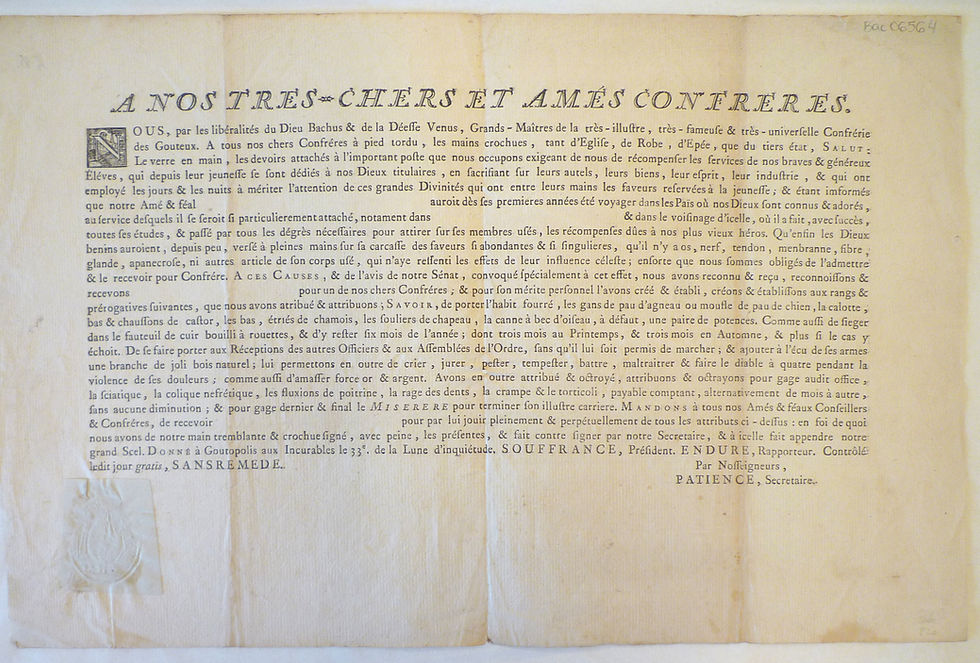 Bac 06564
A NOS TRES-CHERS ET AMÉS CONFRERES.
NOUS, par les libéralités du Dieu Bachus & de la Déesse Venus, Grands-Maîtres de la très-illustre, très-fameuse & très-universelle Confrérie
des Gouteux. A tous nos chers Confréres à pied tordu, les mains crochues, tant d'Eglise, de Robe, d'Epée, que du tiers état, SALUT:
Le verre en main, les devoirs attachés à l'important poste que nous occupons exigeant de nous de récompenser les services de nos braves & généreux
Éléves, qui depuis leur jeunesse se sont dédiés à nos Dieux titulaires, en sacrifiant sur leurs autels, leurs biens, leur esprit, leur industrie, & qui ont
employé les jours & les nuits à mériter l'attention de ces grandes Divinités qui ont entre leurs mains les faveurs reservées à la jeunesse; & étant imformés
que notre Amé & féal auroit dès ses premieres années été voyager dans les Païs où nos Dieux sont connus & adorés,
au service desquels il se seroit si particulierement attaché, notamment dans & dans le voisinage d'icelle, où il a fait, avec succès,
toutes ses études, & passé par tous les dégrès nécessaires pour attirer sur ses membres usés, les récompenses dûes à nos plus vieux héros. Qu'enfin les Dieux
benins auroient, depuis peu, versé à pleines mains sur sa carcasse des faveurs si abondantes & si singulieres, qu'il n'y a os, nerf, tendon, menbranne, fibre,
glande, apanecrose, ni autres article de son corps usé, qui n'aye ressenti les effets de leur influence céleste; ensorte que nous sommes obligés de l'admettre
& le recevoir pour Confrére. A CES CAUSES, & de l'avis de notre Sénat, convoqué spécialement à cet effet, nous avons reconnu & reçu, reconnoissons &
recevons pour un de nos chers Confréres; & pour son mérite personnel l'avons créé & établi, créons & établissons aux rangs &
prérogatives suivantes, que nous avons attribué & attribuons; SAVOIR, de porter l'habit fourré, les gans de pau d'agneau ou moufle de pau de chien, la calotte,
bas & chaussons de castor, les bas, étriés de chamois, les souliers de chapeau, la canne à bec d'oiseau, à défaut, une paire de potences. Comme aussi de sieger
dans le fauteuil de cuir bouilli à rouettes, & d'y rester six mois de l'année; dont trois mois au Printemps, & trois mois en Automne, & plus si le cas y
échoit. De se faire porter aux Réceptions des autres Officiers & aux Assemblées de l'Ordre, sans qu'il lui soit permis de marcher; & ajouter à l'écu de ses armes
une branche de joli bois naturel; lui permettons en outre de crier, jurer, pester, tempester, battre, maltraitrer & faire le diable à quatre pendant la
violence de ses douleurs; comme aussi d'amasser force or & argent. Avons en outre attribué & octroyé, attribuons & octrayons pour gage audit office,
la sciatique, la colique nefrétique, les fluxions de poitrine, la rage des dents, la crampe & le torticoli, payable comptant, alternativement de mois à autre,
sans aucune diminution; & pour gage dernier & final le MISERERE pour terminer son illustre carriere. MANDONS à tous nos Amés & féaux Conseillers
& Confrérs, de recevoir pour par lui jouir pleinement & perpétuellement de tous les attributs ci-dessus: en foi de quoi
nous avons de notre main tremblante & crochue signé, avec peine, les présentes, & fait contre signer par notre Secretaire, & à icelle fait appendre notre
grand Scel. DONNÉ à Goutopolis aux Incurables le 33e. de la Lune d'inquiétude. SOUFFRANCE, Président. ENDURE, Rapporteur. Contrôlé
ledit jour gratis, SANSREMEDE. Par Nosseigneurs,
PATIENCE, Secretaire.